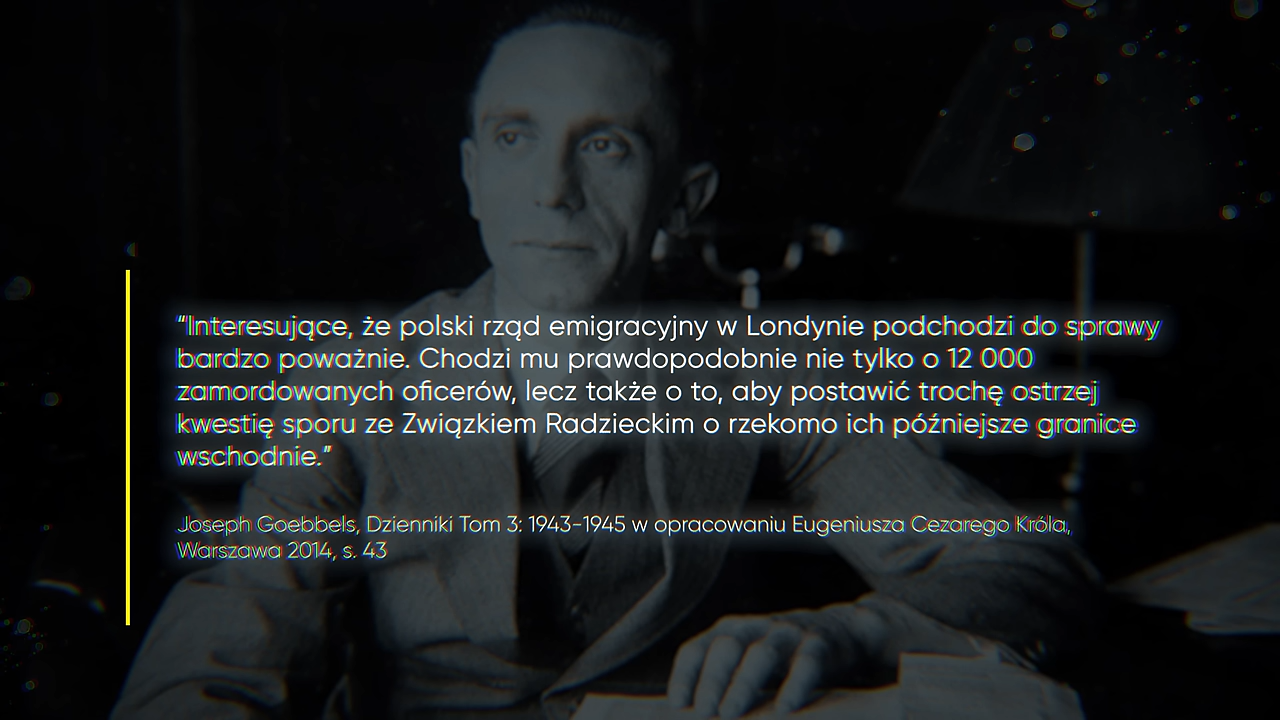 “Interesujące, że polski rząd emigracyjny w Londynie podchodzi do sprawy
bardzo poważnie. Chodzi mu prawdopodobnie nie tylko o 12 000
zamordowanych oficerów, lecz także o to, aby postawić trochę ostrzej
kwestię sporu ze Związkiem Radzieckim o rzekomo ich późniejsze granice
wschodnie.”
Joseph Goebbels, Dzienniki Tom 3: 1943-1945 w opracowaniu Eugeniusza Cezarego Króla,
Warszawa 2014, s. 43